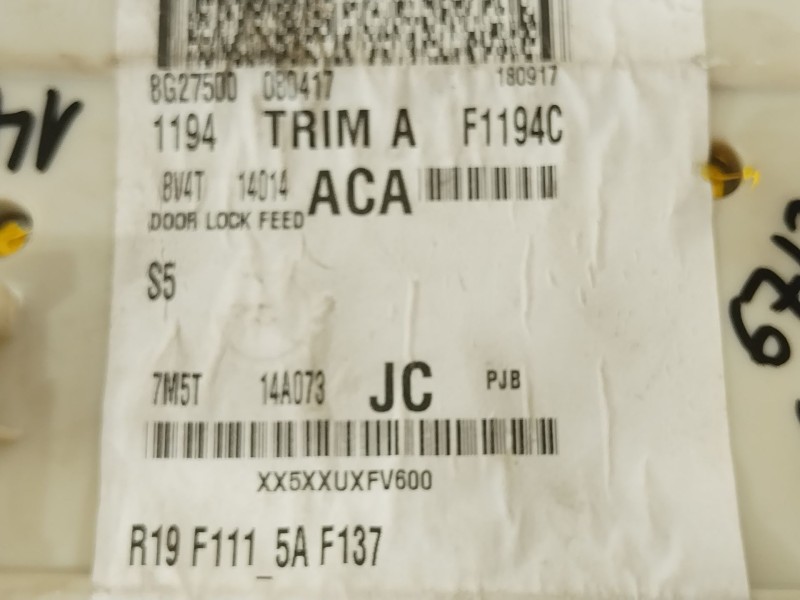 8G27500 080417 180917
1194 TRIM A F1194C
8V4T 14014 ACA
DOOR LOCK FEED
S5
7M5T 14A073 JC PJB
XX5XXUXFV600
R19 F111_5A F137